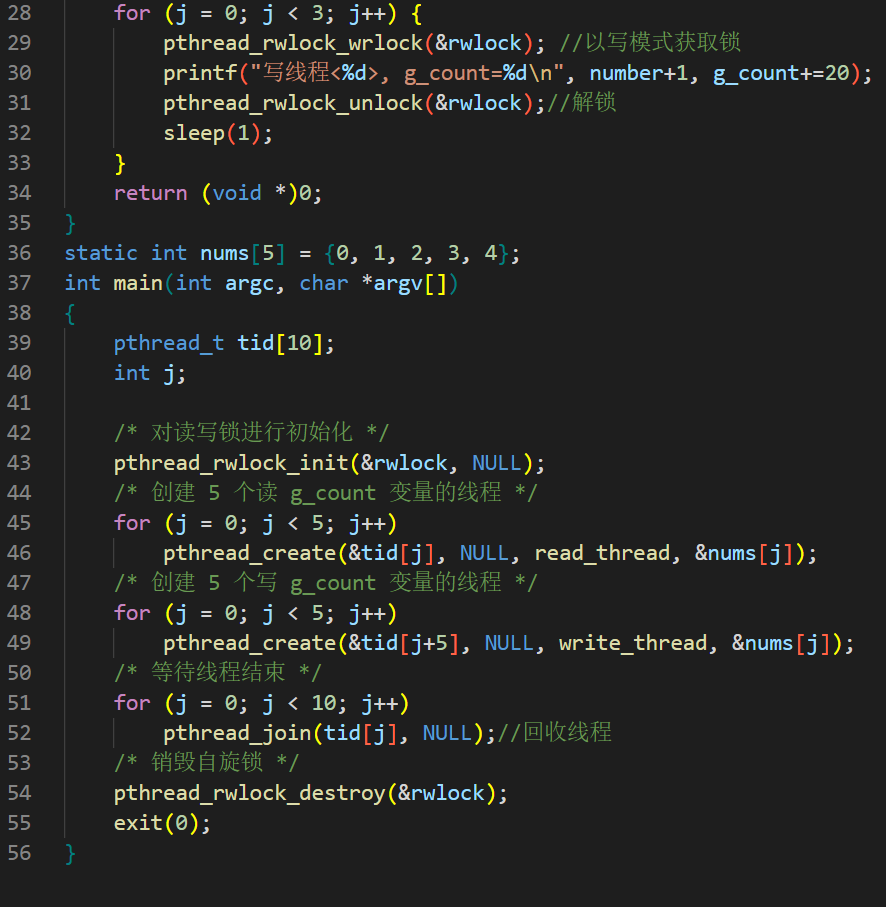 28 for (j = 0; j < 3; j++) {
29 pthread_rwlock_wrlock(&rwlock); //以写模式获取锁
30 printf("写线程<%d>, g_count=%d\n", number+1, g_count+=20);
31 pthread_rwlock_unlock(&rwlock);//解锁
32 sleep(1);
33 }
34 return (void *)0;
35 }
36 static int nums[5] = {0, 1, 2, 3, 4};
37 int main(int argc, char *argv[])
38 {
39 pthread_t tid[10];
40 int j;
41
42 /* 对读写锁进行初始化 */
43 pthread_rwlock_init(&rwlock, NULL);
44 /* 创建 5 个读 g_count 变量的线程 */
45 for (j = 0; j < 5; j++)
46 pthread_create(&tid[j], NULL, read_thread, &nums[j]);
47 /* 创建 5 个写 g_count 变量的线程 */
48 for (j = 0; j < 5; j++)
49 pthread_create(&tid[j+5], NULL, write_thread, &nums[j]);
50 /* 等待线程结束 */
51 for (j = 0; j < 10; j++)
52 pthread_join(tid[j], NULL);//回收线程
53 /* 销毁自旋锁 */
54 pthread_rwlock_destroy(&rwlock);
55 exit(0);
56 }